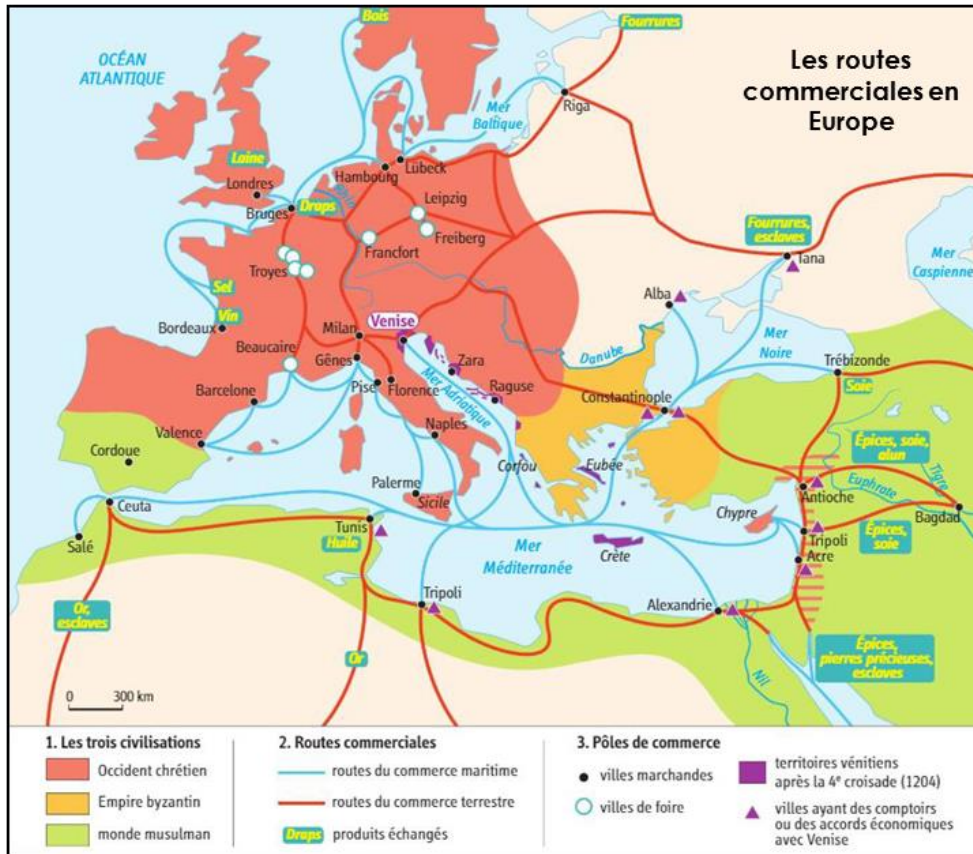 Les routes
commerciales en
Europe
OCÉAN
ATLANTIQUE
Bois
Fourrures
Mer
Baltique
Riga
Laine
Londres
Bruges
Draps
Hambourg
Lübeck
Rhin
Leipzig
Freiberg
Francfort
Troyes
Fourrures,
esclaves
Tana
Mer
Caspienne
Sel
Vin
Bordeaux
Beaucaire
Milan
Venise
Gênes
Pise
Florence
Zara
Raguse
Mer Adriatique
Alba
Danube
Mer
Noire
Trébizonde
Soie
Constantinople
Barcelone
Valence
Cordoue
Naples
Corfou
Eubée
Épices, soie,
alun
Tigre
Euphrate
Antioche
Bagdad
Palerme
Sicile
Chypre
Épices,
soie
Ceuta
Salé
Tunis
Huile
Mer
Méditerranée
Crète
Tripoli
Acre
Tripoli
Alexandrie
Or,
esclaves
Or
Nil
Épices,
pierres précieuses,
esclaves
0 300 km
1. Les trois civilisations
Occident chrétien
Empire byzantin
monde musulman
2. Routes commerciales
routes du commerce maritime
routes du commerce terrestre
Draps produits échangés
3. Pôles de commerce
villes marchandes
villes de foire
territoires vénitiens
après la 4e croisade (1204)
villes ayant des comptoirs
ou des accords économiques
avec Venise